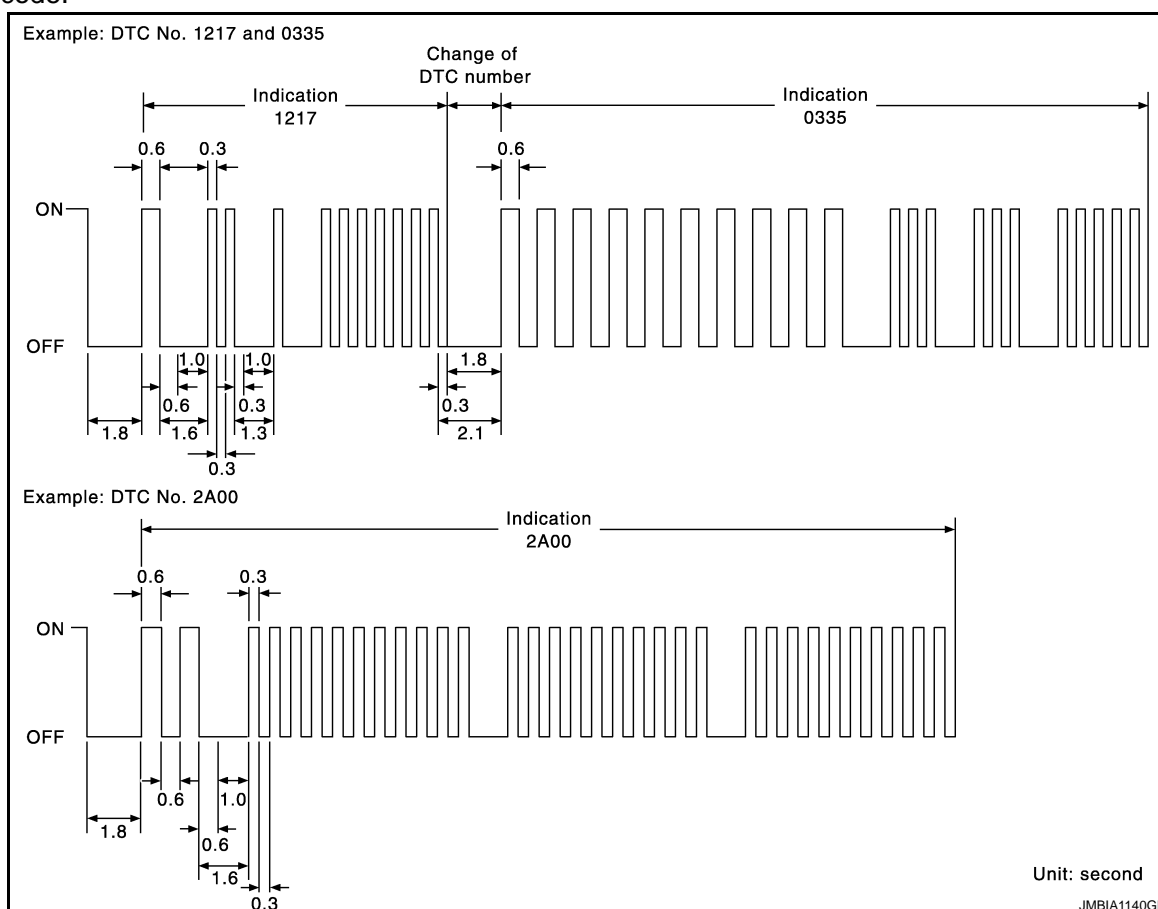 code.
Example: DTC No. 1217 and 0335
Change of
DTC number
Indication
1217
Indication
0335
0.6
0.3
0.6
ON
OFF
1.0
1.0
1.8
0.6
0.3
0.3
1.8
1.6
1.3
2.1
0.3
Example: DTC No. 2A00
Indication
2A00
0.6
0.3
ON
OFF
0.6
1.0
1.8
0.6
1.6
0.3
Unit: second